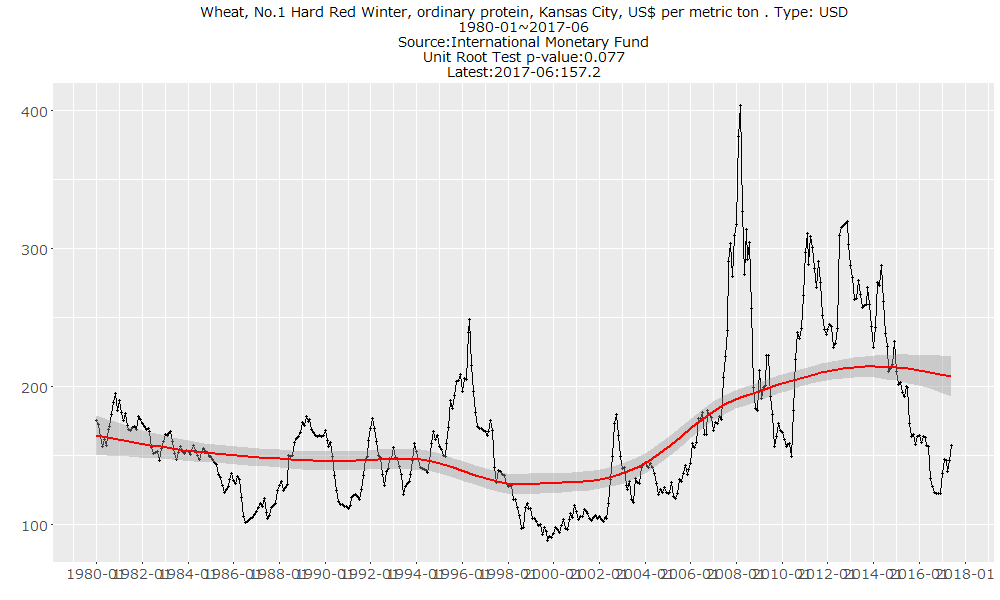 Wheat, No.1 Hard Red Winter, ordinary protein, Kansas City, US$ per metric ton . Type: USD
1980-01~2017-06
Source:International Monetary Fund
Unit Root Test p-value:0.077
Latest:2017-06:157.2
400
300
200
100
1980-01 1982-01 1984-01 1986-01 1988-01 1990-01 1992-01 1994-01 1996-01 1998-01 2000-01 2002-01 2004-01 2006-01 2008-01 2010-01 2012-01 2014-01 2016-01 2018-01